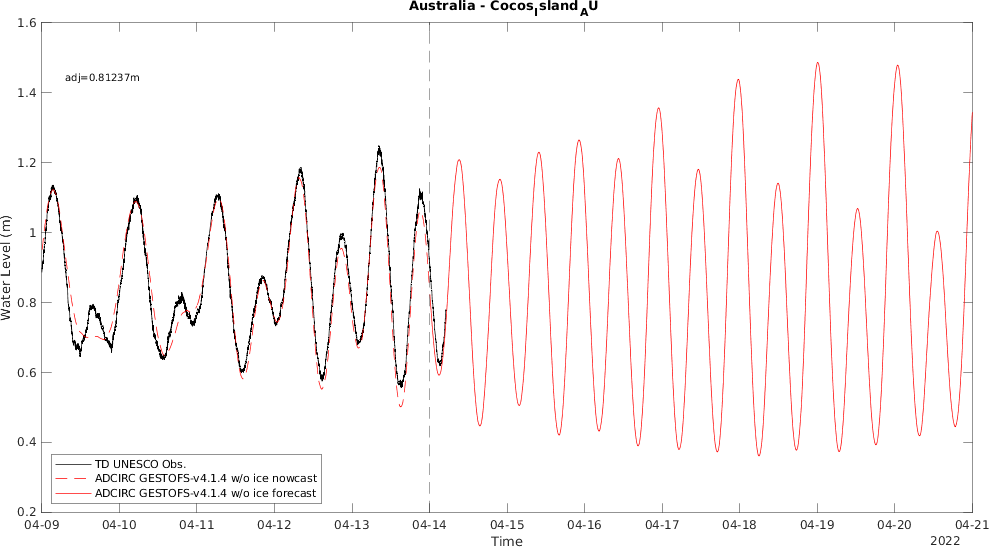 Australia - Cocos_Island_AU
1.6
adj=0.81237m
1.4
1.2
1
0.8
0.6
0.4
0.2
Water Level (m)
TD UNESCO Obs.
ADCIRC GESTOFS-v4.1.4 w/o ice nowcast
ADCIRC GESTOFS-v4.1.4 w/o ice forecast
04-09 04-10 04-11 04-12 04-13 04-14 04-15 04-16 04-17 04-18 04-19 04-20 04-21
Time
2022